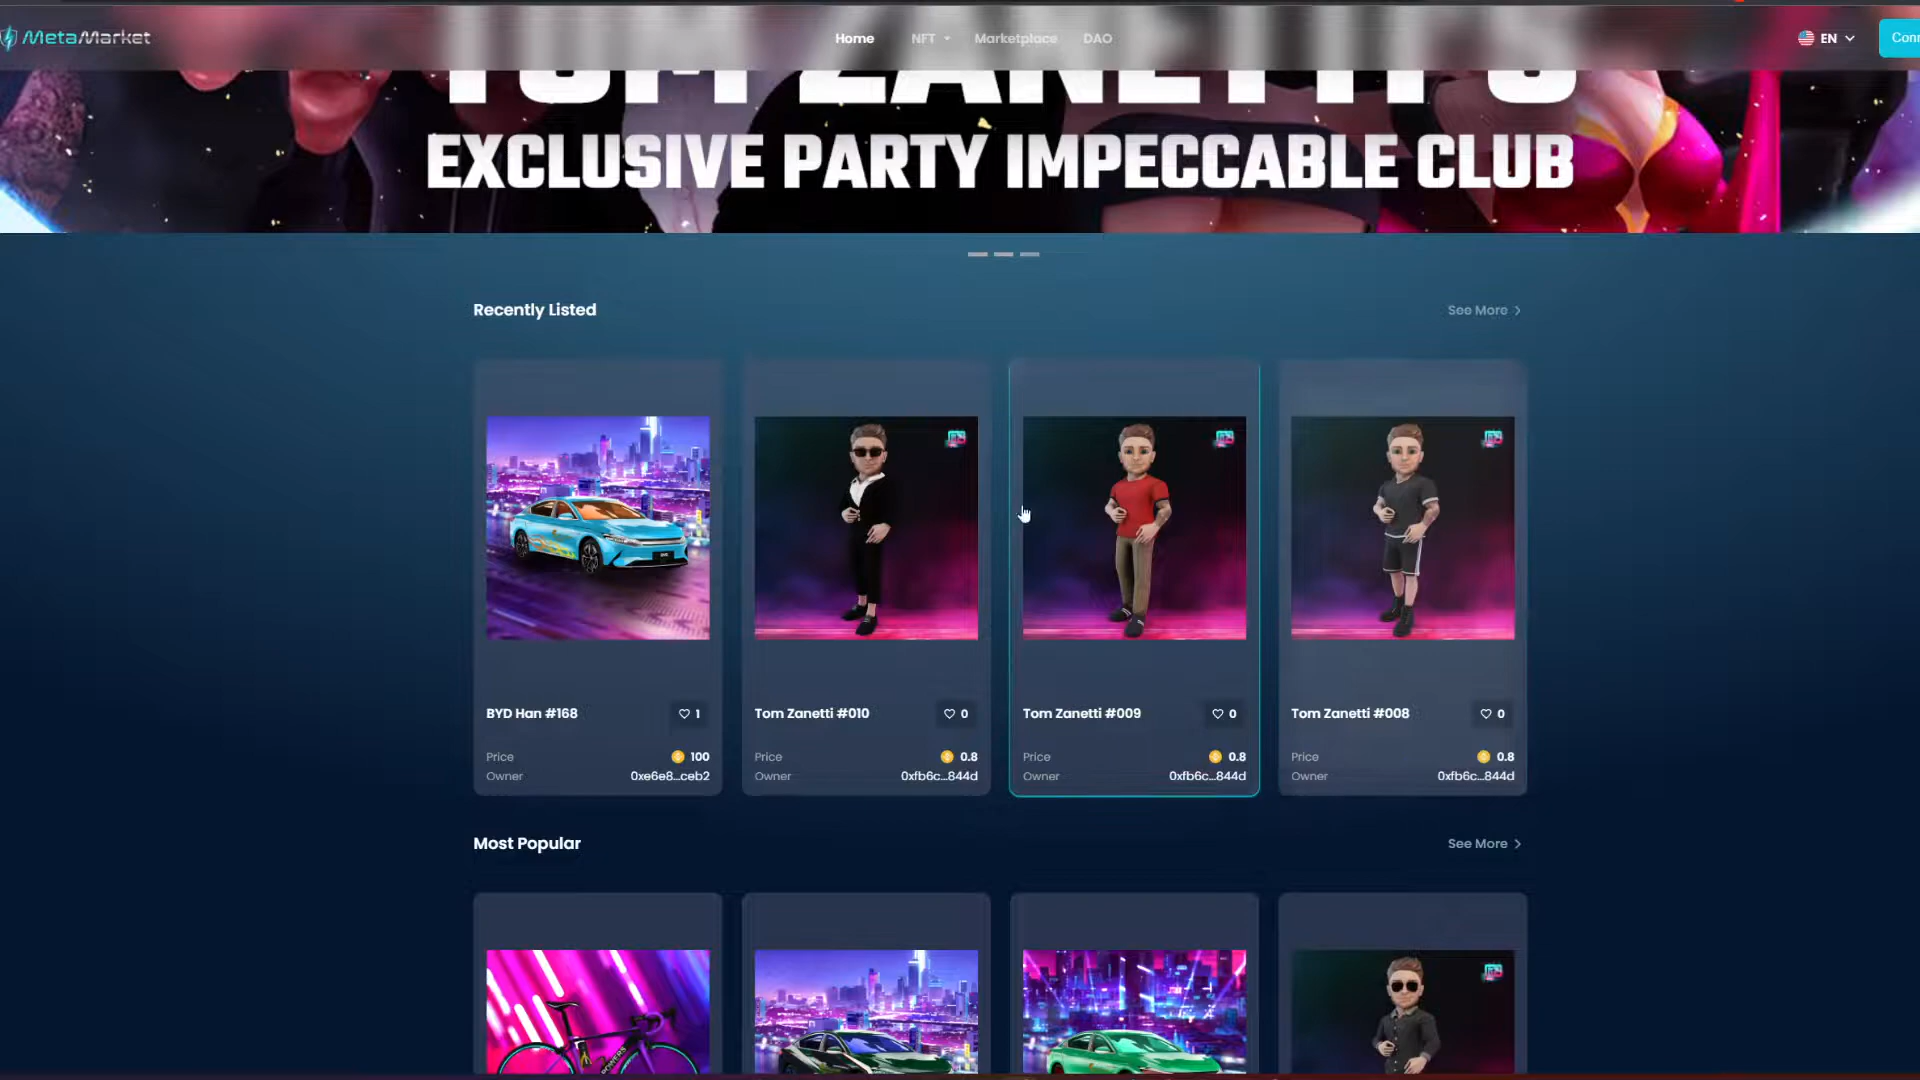 MetaMarket
Home
NFT
Marketplace
DAO
EN
Conn
TOM ZANETTI'S
EXCLUSIVE PARTY IMPECCABLE CLUB
Recently Listed
See More
BYD Han #168
1
Price
100
Owner
0xe6e8...ceb2
Tom Zanetti #010
0
Price
0.8
Owner
0xfb6c...844d
Tom Zanetti #009
0
Price
0.8
Owner
0xfb6c...844d
Tom Zanetti #008
0
Price
0.8
Owner
0xfb6c...844d
Most Popular
See More